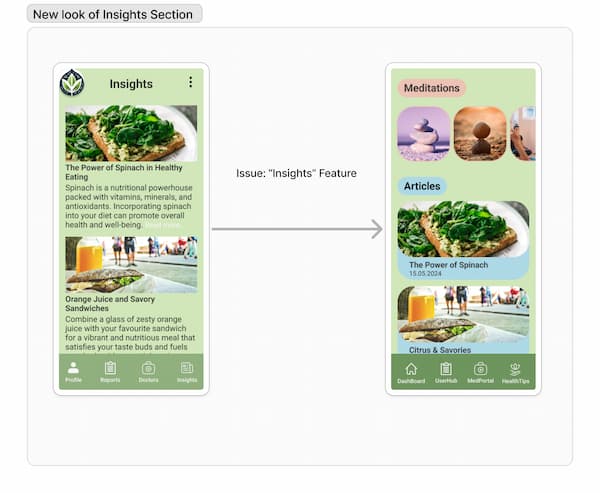 New look of Insights Section
Insights
The Power of Spinach in Healthy
Eating
Spinach is a nutritional powerhouse
packed with vitamins, minerals, and
antioxidants. Incorporating spinach
into your diet can promote overall
health and well-being. Read more.
Orange Juice and Savory
Sandwiches
Combine a glass of zesty orange
juice with your favourite sandwich
for a vibrant and nutritious meal that
satisfies your taste buds and fuels
Profile
Reports
Doctors
Insights
Issue: "Insights" Feature
Meditations
Articles
The Power of Spinach
15.05.2024
Citrus & Savories
DashBoard
UserHub
MedPortal
HealthTips